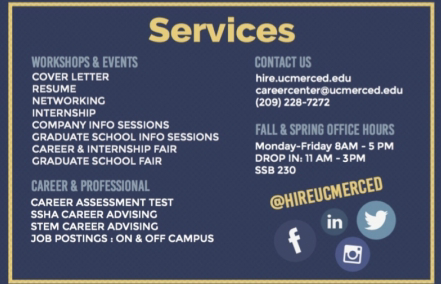 Services
WORKSHOPS & EVENTS
COVER LETTER
RESUME
NETWORKING
INTERNSHIP
COMPANY INFO SESSIONS
GRADUATE SCHOOL INFO SESSIONS
CAREER & INTERNSHIP FAIR
GRADUATE SCHOOL FAIR
CAREER & PROFESSIONAL
CAREER ASSESSMENT TEST
SSHA CAREER ADVISING
STEM CAREER ADVISING
JOB POSTINGS : ON & OFF CAMPUS
CONTACT US
hire.ucmerced.edu
careercenter@ucmerced.edu
(209) 228-7272
FALL & SPRING OFFICE HOURS
Monday-Friday 8AM - 5 PM
DROP IN: 11 AM - 3PM
SSB 230
@HIREUCMERCED
f
in